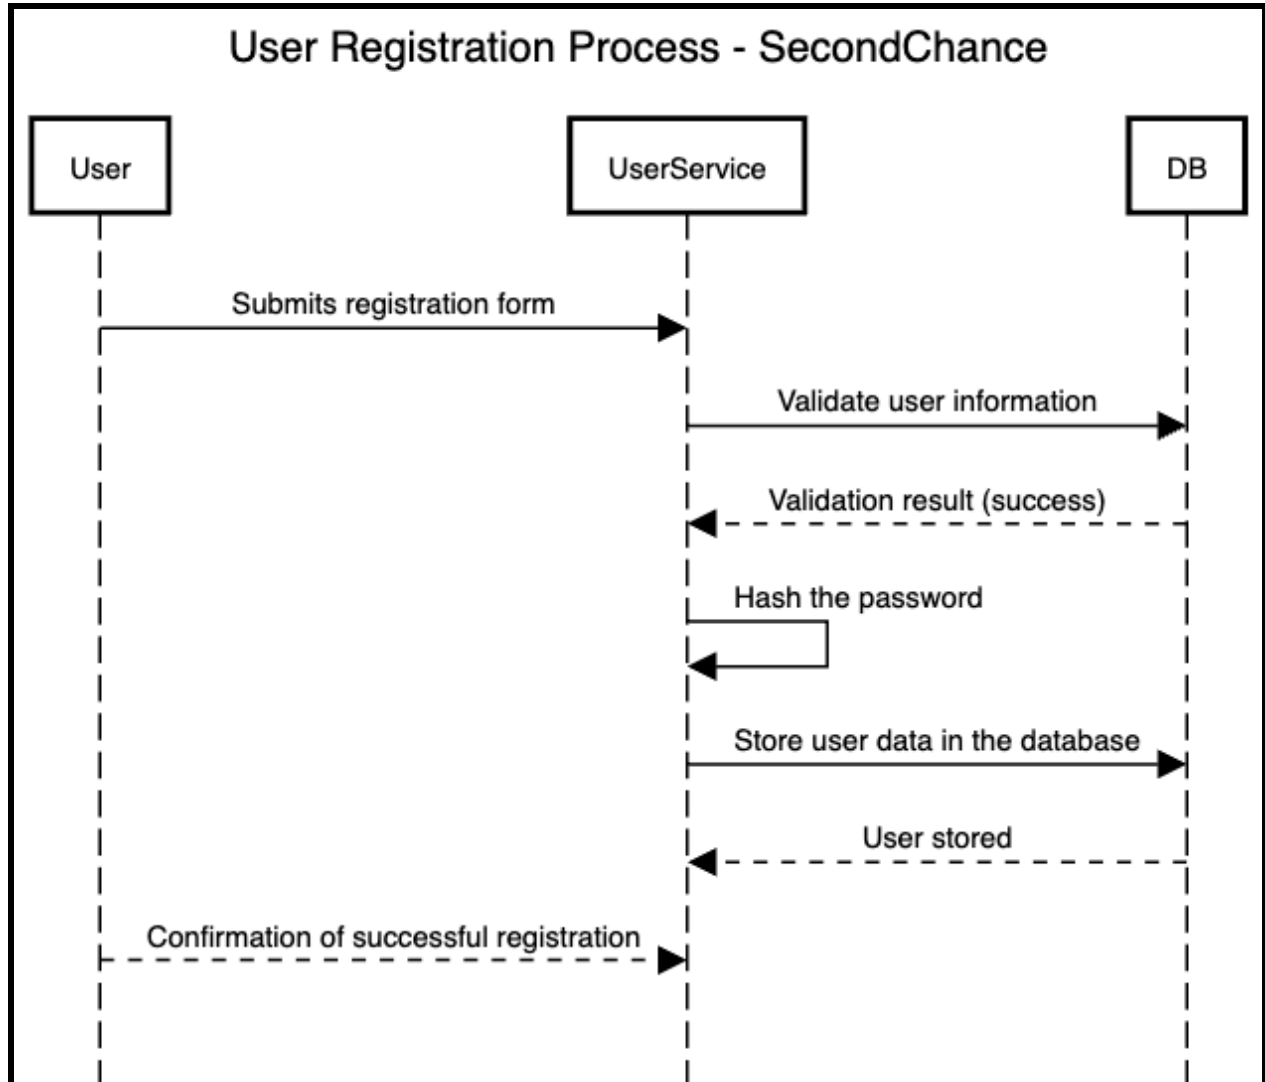 User Registration Process - SecondChance
User
UserService
DB
Submits registration form
Validate user information
Validation result (success)
Hash the password
Store user data in the database
User stored
Confirmation of successful registration